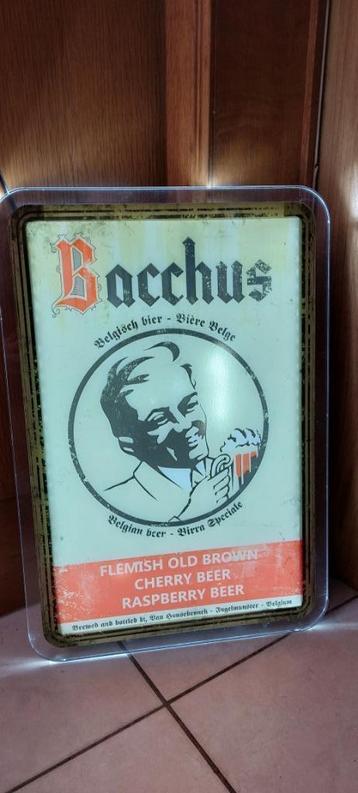 Bacchus
Belgisch bier - Bière Belge
Belgian beer - Birra Speciale
FLEMISH OLD BROWN
CHERRY BEER
RASPBERRY BEER
Brewed and bottled by Van Honsebrouck - Ingelmunster - Belgium